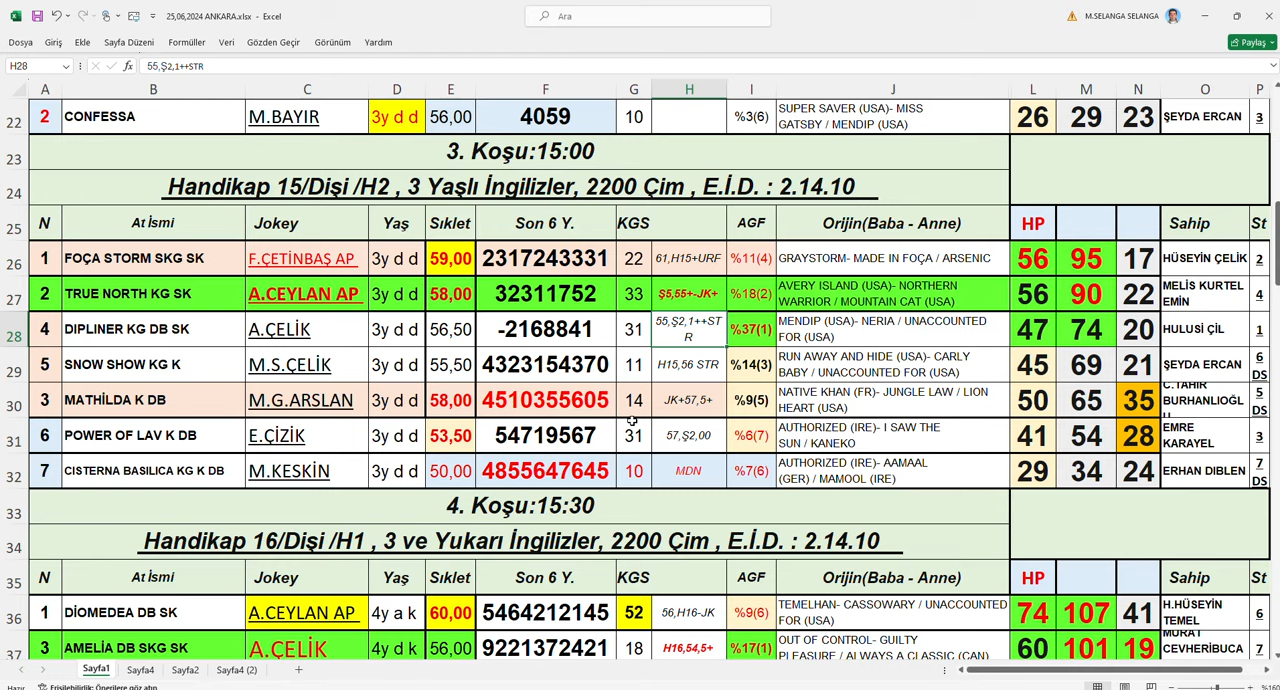 25,06,2024 ANKARA.xlsx - Excel
Ara
M.SELANGA SELANGA
Dosya Giriş Ekle Sayfa Düzeni Formüller Veri Gözden Geçir Görünüm Yardım
Paylaş
H28 fx 55,Ş2,1++STR
A B C D E F G H I J L M N O P
22 2 CONFESSA M.BAYIR 3y d d 56,00 4059 10 %3(6) SUPER SAVER (USA)- MISS GATSBY / MENDIP (USA) 26 29 23 ŞEYDA ERCAN 3
23 3. Koşu:15:00
24 Handikap 15/Dişi /H2 , 3 Yaşlı İngilizler, 2200 Çim , E.İ.D. : 2.14.10
25 N At İsmi Jokey Yaş Sıklet Son 6 Y. KGS AGF Orijin(Baba - Anne) HP Sahip St
26 1 FOÇA STORM SKG SK F.ÇETİNBAŞ AP 3y d d 59,00 2317243331 22 61,H15+URF %11(4) GRAYSTORM- MADE IN FOÇA / ARSENIC 56 95 17 HÜSEYİN ÇELİK 2
27 2 TRUE NORTH KG SK A.CEYLAN AP 3y d d 58,00 32311752 33 Ş5,55+-JK+ %18(2) AVERY ISLAND (USA)- NORTHERN WARRIOR / MOUNTAIN CAT (USA) 56 90 22 MELİS KURTEL EMİN 4
28 4 DIPLINER KG DB SK A.ÇELİK 3y d d 56,50 -2168841 31 55,Ş2,1++STR %37(1) MENDIP (USA)- NERIA / UNACCOUNTED FOR (USA) 47 74 20 HULUSİ ÇİL 1
29 5 SNOW SHOW KG K M.S.ÇELİK 3y d d 55,50 4323154370 11 H15,56 STR %14(3) RUN AWAY AND HIDE (USA)- CARLY BABY / UNACCOUNTED FOR (USA) 45 69 21 ŞEYDA ERCAN 6 DS
30 3 MATHILDA K DB M.G.ARSLAN 3y d d 58,00 4510355605 14 JK+57,5+ %9(5) NATIVE KHAN (FR)- JUNGLE LAW / LION HEART (USA) 50 65 35 C.TAHIR BURHANLIOĞLU 5 DS
31 6 POWER OF LAV K DB E.ÇİZİK 3y d d 53,50 54719567 31 57,Ş2,00 %6(7) AUTHORIZED (IRE)- I SAW THE SUN / KANEKO 41 54 28 EMRE KARAYEL 3
32 7 CISTERNA BASILICA KG K DB M.KESKİN 3y d d 50,00 4855647645 10 MDN %7(6) AUTHORIZED (IRE)- AAMAAL (GER) / MAMOOL (IRE) 29 34 24 ERHAN DIBLEN 7 DS
33 4. Koşu:15:30
34 Handikap 16/Dişi /H1 , 3 ve Yukarı İngilizler, 2200 Çim , E.İ.D. : 2.14.10
35 N At İsmi Jokey Yaş Sıklet Son 6 Y. KGS AGF Orijin(Baba - Anne) HP Sahip St
36 1 DİOMEDEA DB SK A.CEYLAN AP 4y a k 60,00 5464212145 52 56,H16-JK %9(6) TEMELHAN- CASSOWARY / UNACCOUNTED FOR (USA) 74 107 41 H.HÜSEYİN TEMEL 6
37 3 AMELİA DB SKG SK A.ÇELİK 4y d k 56,00 9221372421 18 H16,54,5+ %17(1) OUT OF CONTROL- GUILTY PLEASURE / ALWAYS A CLASSIC (CAN) 60 101 19 MURAT CEVHERİBUCA 7
Sayfa1 Sayfa4 Sayfa2 Sayfa4 (2) +
Hazır Erişilebilirlik: Önerilere göz atın %160